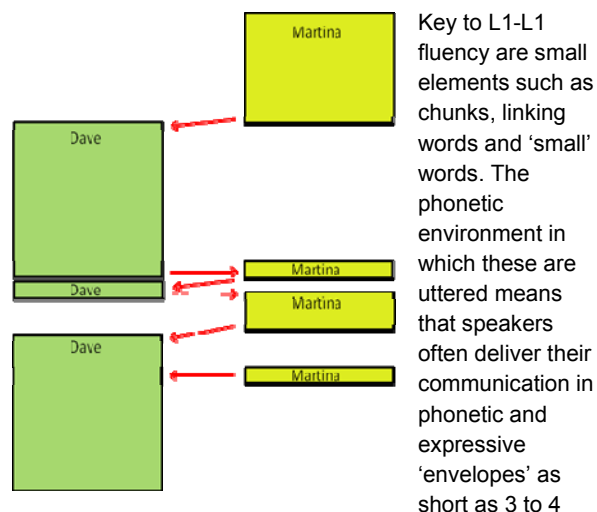 Martina
Dave
Martina
Dave
Martina
Dave
Martina
Key to L1-L1
fluency are small
elements such as
chunks, linking
words and ‘small’
words. The
phonetic
environment in
which these are
uttered means
that speakers
often deliver their
communication in
phonetic and
expressive
‘envelopes’ as
short as 3 to 4